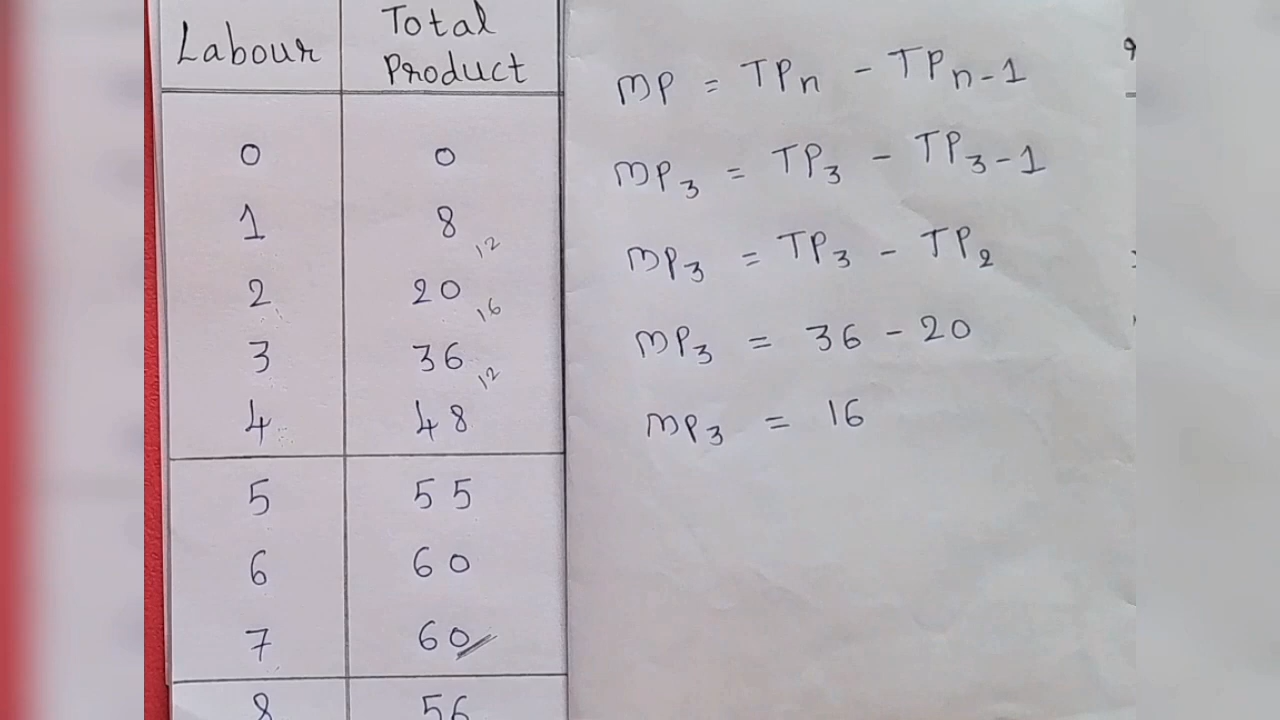 Labour Total Product
0 0
1 8
12
2 20
16
3 36
12
4 48
5 55
6 60
7 60
8 56
MP = TPn - TPn-1
MP3 = TP3 - TP3-1
MP3 = TP3 - TP2
MP3 = 36 - 20
MP3 = 16